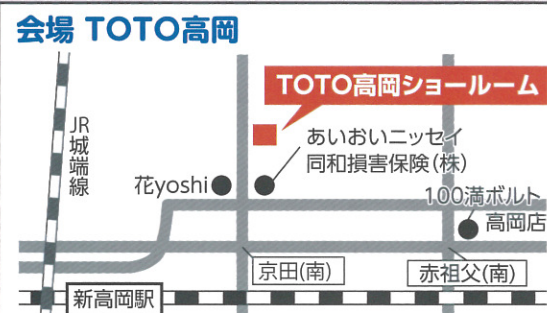 会場 TOTO高岡
TOTO高岡ショールーム
JR城端線
あいおいニッセイ
同和損害保険(株)
花yoshi
100満ボルト
高岡店
京田(南)
赤祖父(南)
新高岡駅